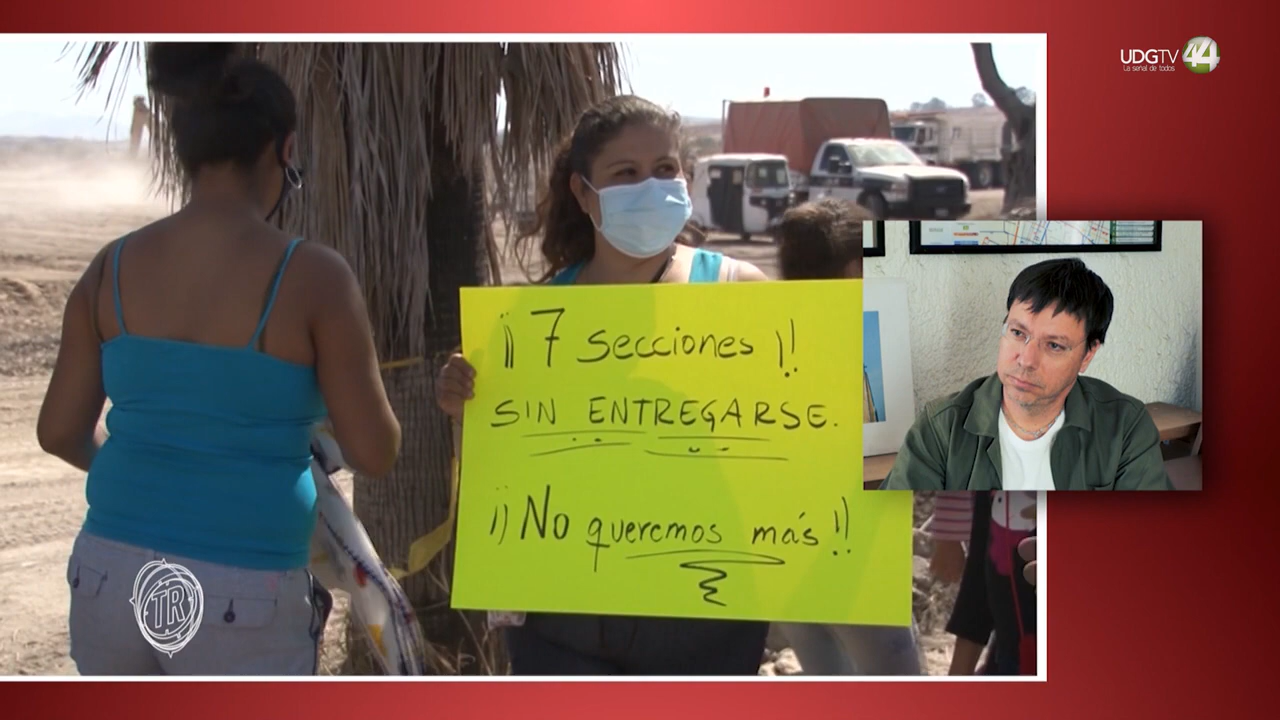 UDGTV 44
La señal de todos
¡¡ 7 secciones !!
SIN ENTREGARSE.
¡¡ No queremos más !!
TR